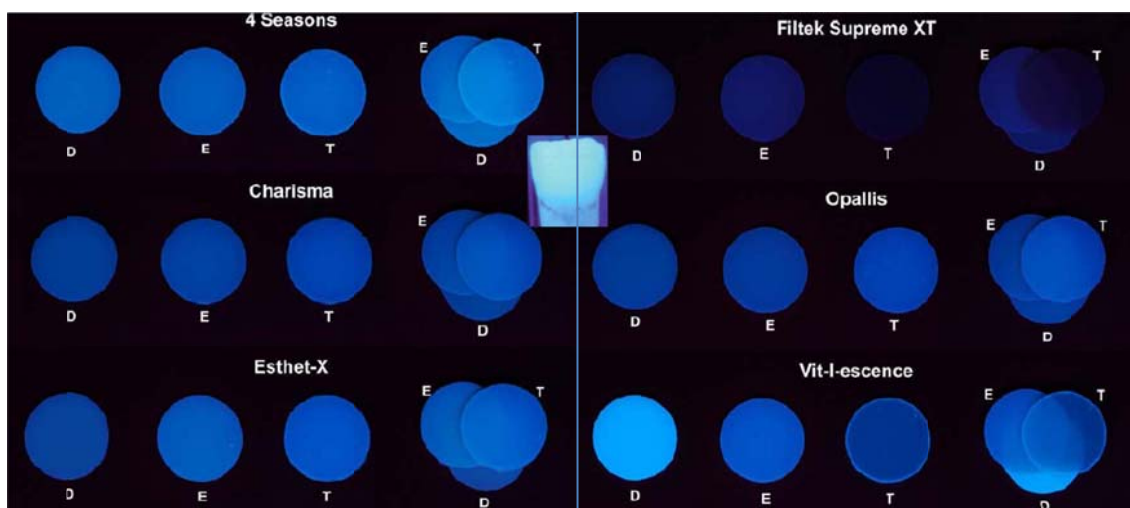 4 Seasons
D E T E T D
Charisma
D E T E T D
Esthet-X
D E T E T D
Filtek Supreme XT
D E T E T D
Opallis
D E T E T D
Vit-l-escence
D E T E T D